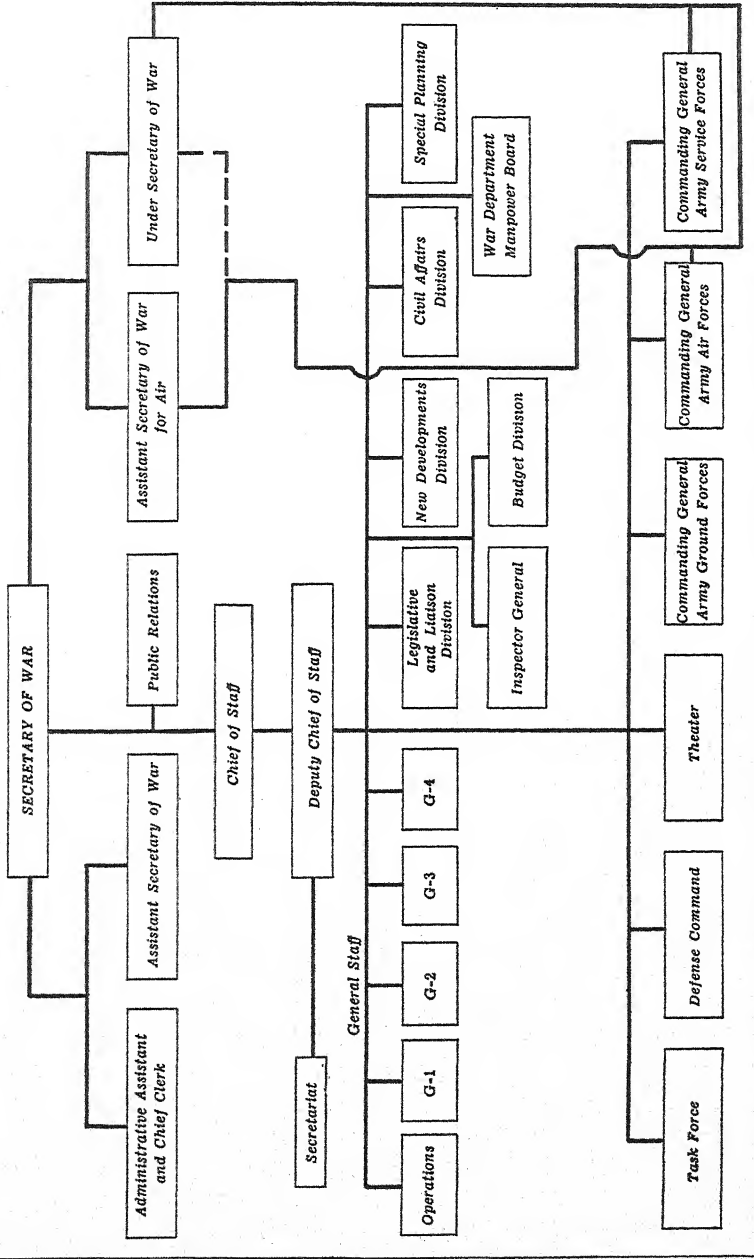 SECRETARY OF WAR
Administrative Assistant
and Chief Clerk
Assistant Secretary of War
Public Relations
Assistant Secretary of War
for Air
Under Secretary of War
Chief of Staff
Secretariat
Deputy Chief of Staff
General Staff
Operations
G-1
G-2
G-3
G-4
Legislative
and Liaison
Division
New Developments
Division
Civil Affairs
Division
Special Planning
Division
Inspector General
Budget Division
War Department
Manpower Board
Task Force
Defense Command
Theater
Commanding General
Army Ground Forces
Commanding General
Army Air Forces
Commanding General
Army Service Forces